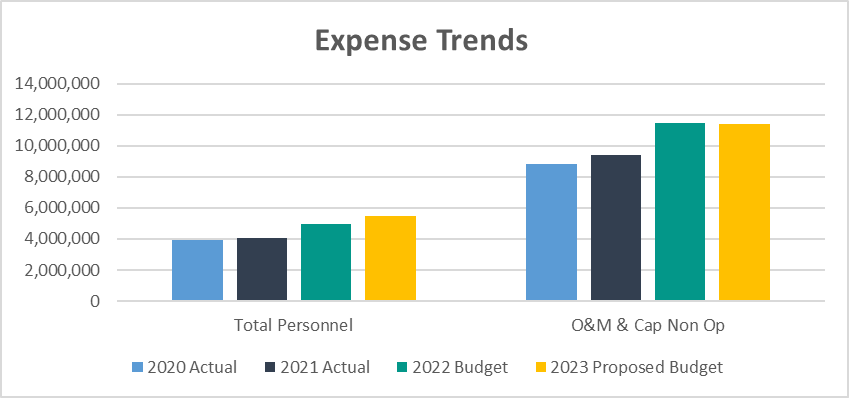 Expense Trends
14,000,000
12,000,000
10,000,000
8,000,000
6,000,000
4,000,000
2,000,000
0
Total Personnel O&M & Cap Non Op
2020 Actual 2021 Actual 2022 Budget 2023 Proposed Budget